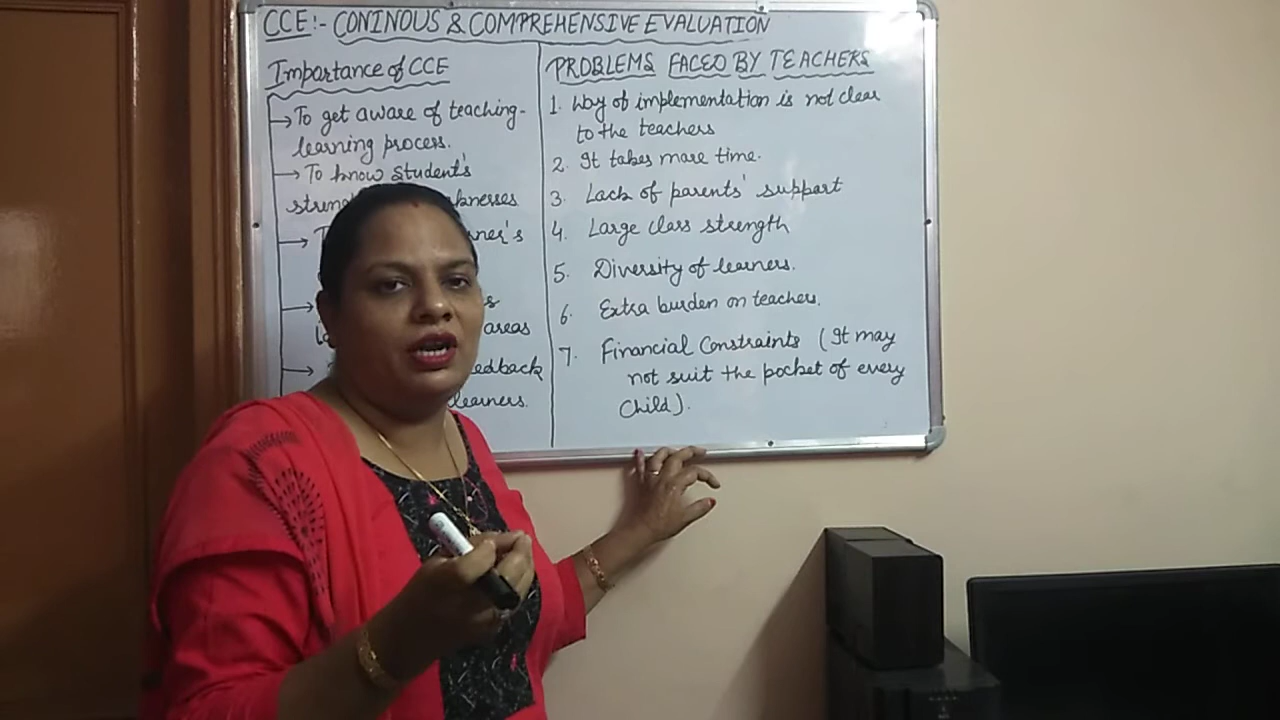 CCE:- CONINOUS & COMPREHENSIVE EVALUATION
Importance of CCE
→ To get aware of teaching-
learning process.
→ To know student's
→
→
areas
→
learners.
PROBLEMS FACED BY TEACHERS
1. Way of implementation is not clear
to the teachers
2. It takes more time.
3. Lack of parents' support
4. Large class strength
5. Diversity of learners.
6. Extra burden on teachers.
7. Financial Constraints (It may
not suit the pocket of every
Child).